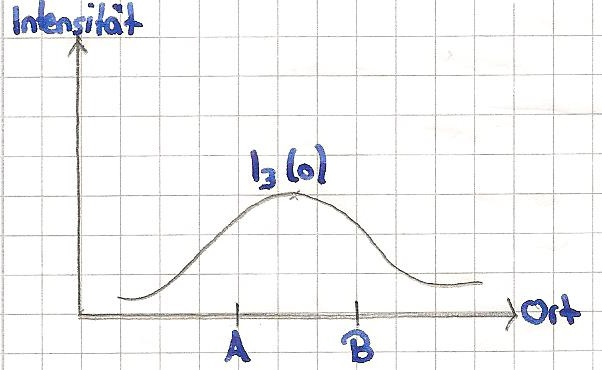 Intensität
I₃(0)
Ort
A
B